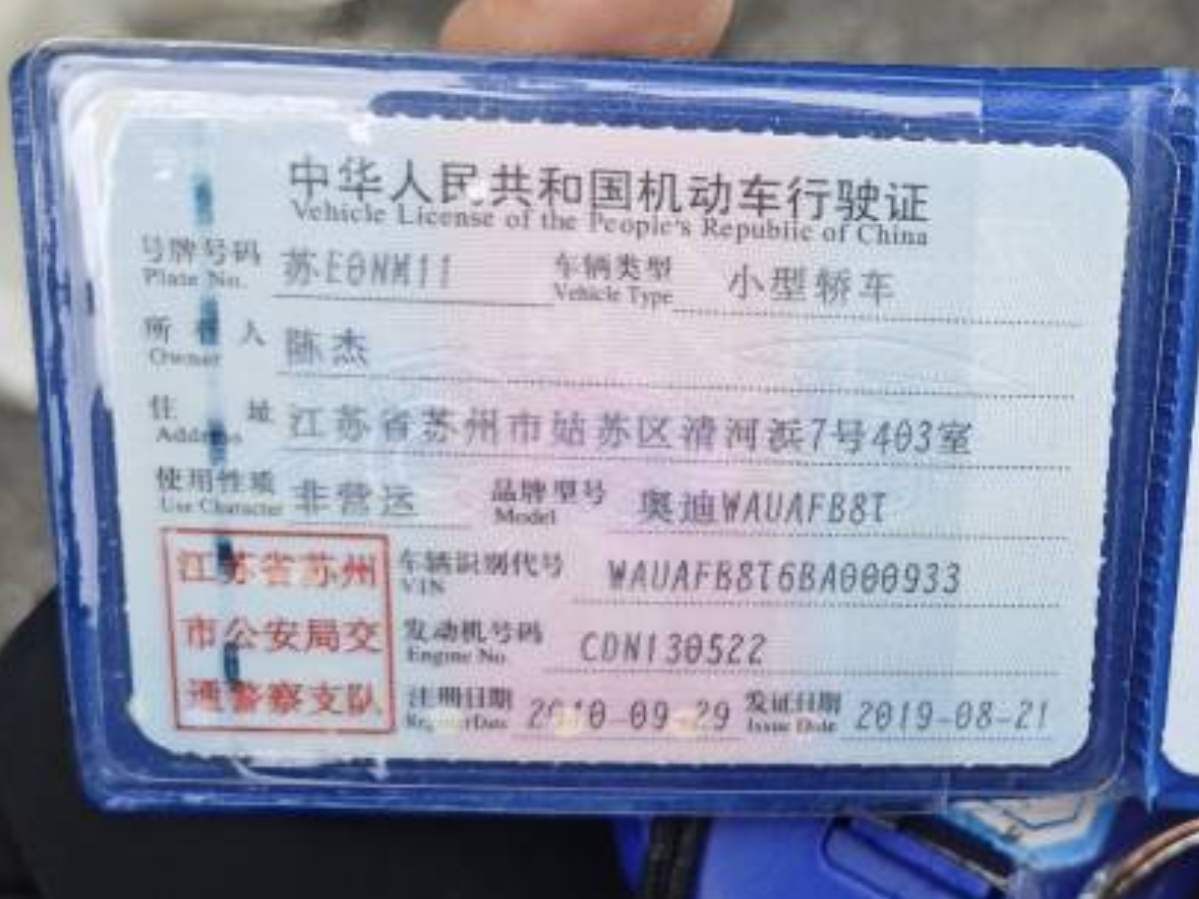 中华人民共和国机动车行驶证
Vehicle License of the People's Republic of China
号牌号码 苏E0NM11 车辆类型 小型轿车
Plate No. Vehicle Type
所有人 陈杰
Owner
住址 江苏省苏州市姑苏区清河浜7号403室
Address
使用性质 非营运 品牌型号 奥迪WAUAFB8T
Use Character Model
江苏省苏州
市公安局交
通警察支队
车辆识别代号 WAUAFB8T6BA000933
VIN
发动机号码 CDN130522
Engine No.
注册日期 2010-09-29 发证日期 2019-08-21
Register Date Issue Date